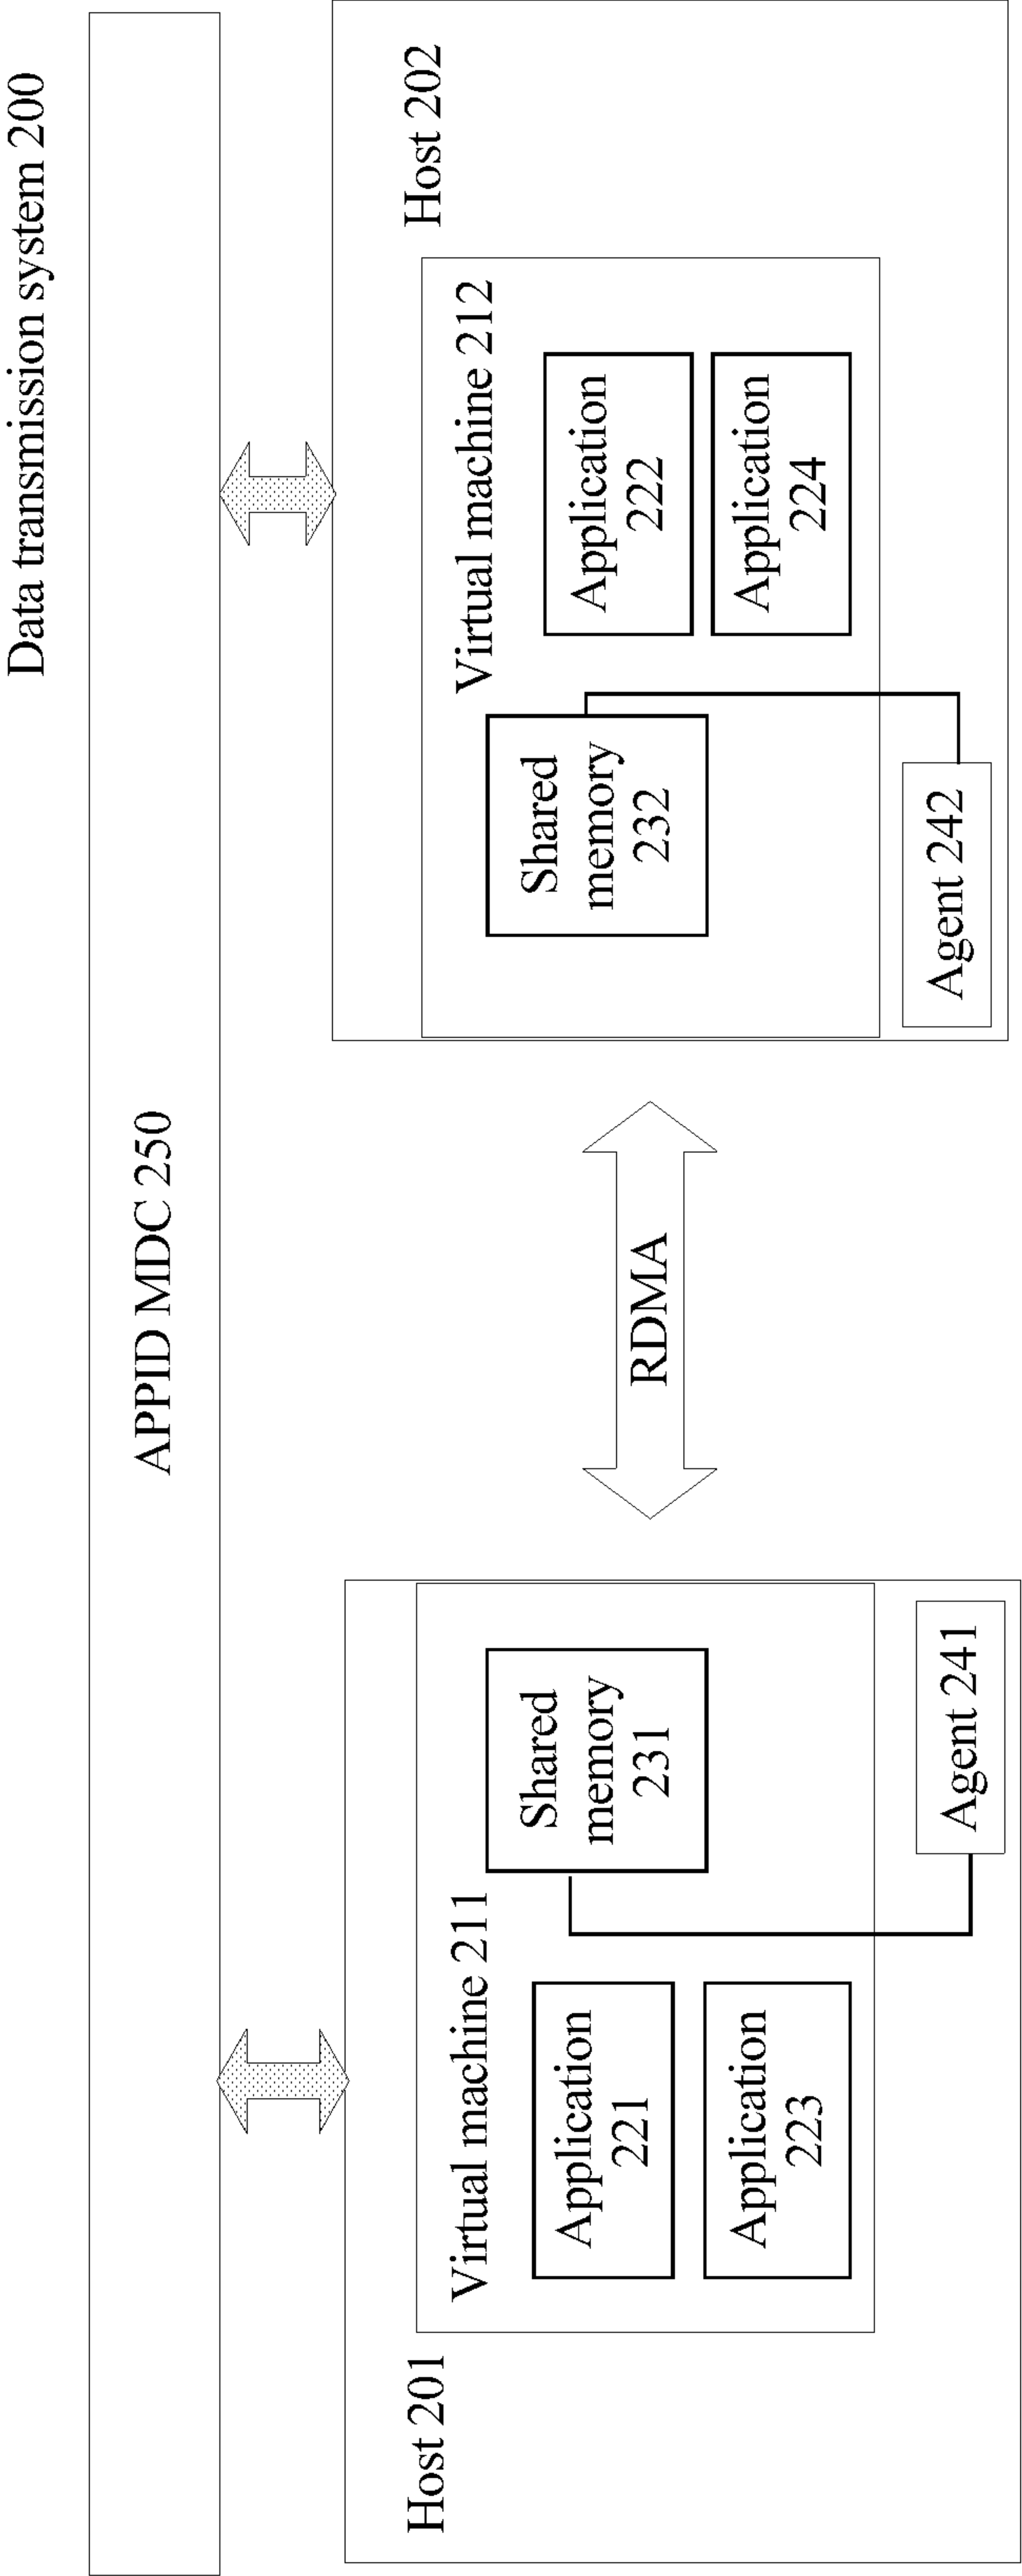 Data transmission system 200
APPID MDC 250
Host 201
Virtual machine 211
Application
221
Application
223
Shared
memory
231
Agent 241
RDMA
Host 202
Virtual machine 212
Shared
memory
232
Application
222
Application
224
Agent 242